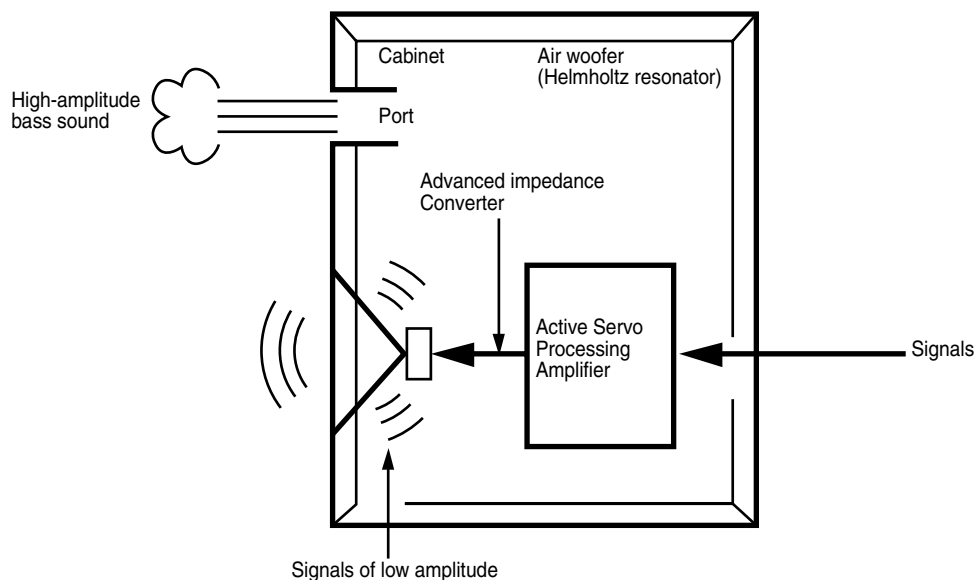 Cabinet
Air woofer
(Helmholtz resonator)
High-amplitude
bass sound
Port
Advanced impedance
Converter
Active Servo
Processing
Amplifier
Signals
Signals of low amplitude